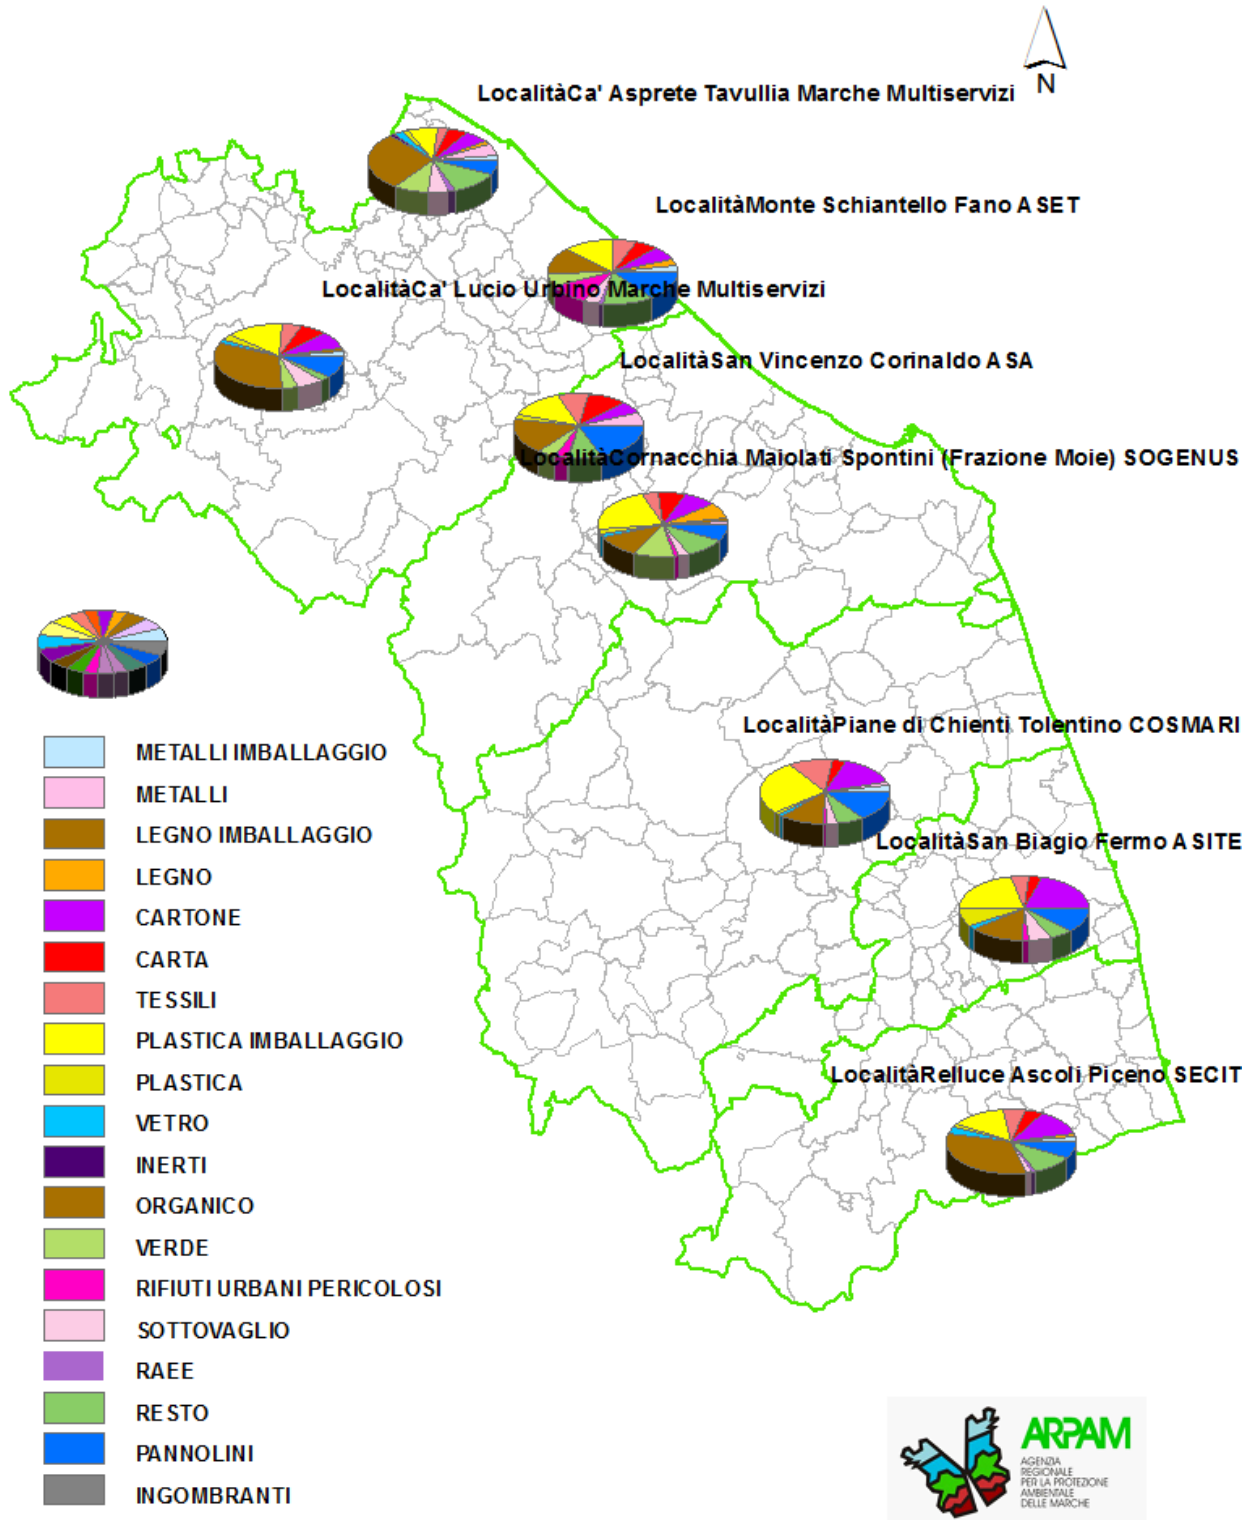 N
LocalitàCa' Asprete Tavullia Marche Multiservizi
LocalitàMonte Schiantello Fano ASET
LocalitàCa' Lucio Urbino Marche Multiservizi
LocalitàSan Vincenzo Corinaldo ASA
LocalitàCornacchia Maiolati Spontini (Frazione Moie) SOGENUS
LocalitàPiane di Chienti Tolentino COSMARI
LocalitàSan Biagio Fermo ASITE
LocalitàRelluce Ascoli Piceno SECIT
METALLI IMBALLAGGIO
METALLI
LEGNO IMBALLAGGIO
LEGNO
CARTONE
CARTA
TESSILI
PLASTICA IMBALLAGGIO
PLASTICA
VETRO
INERTI
ORGANICO
VERDE
RIFIUTI URBANI PERICOLOSI
SOTTOVAGLIO
RAEE
RESTO
PANNOLINI
INGOMBRANTI
ARPAM
AGENZIA
REGIONALE
PER LA PROTEZIONE
AMBIENTALE
DELLE MARCHE